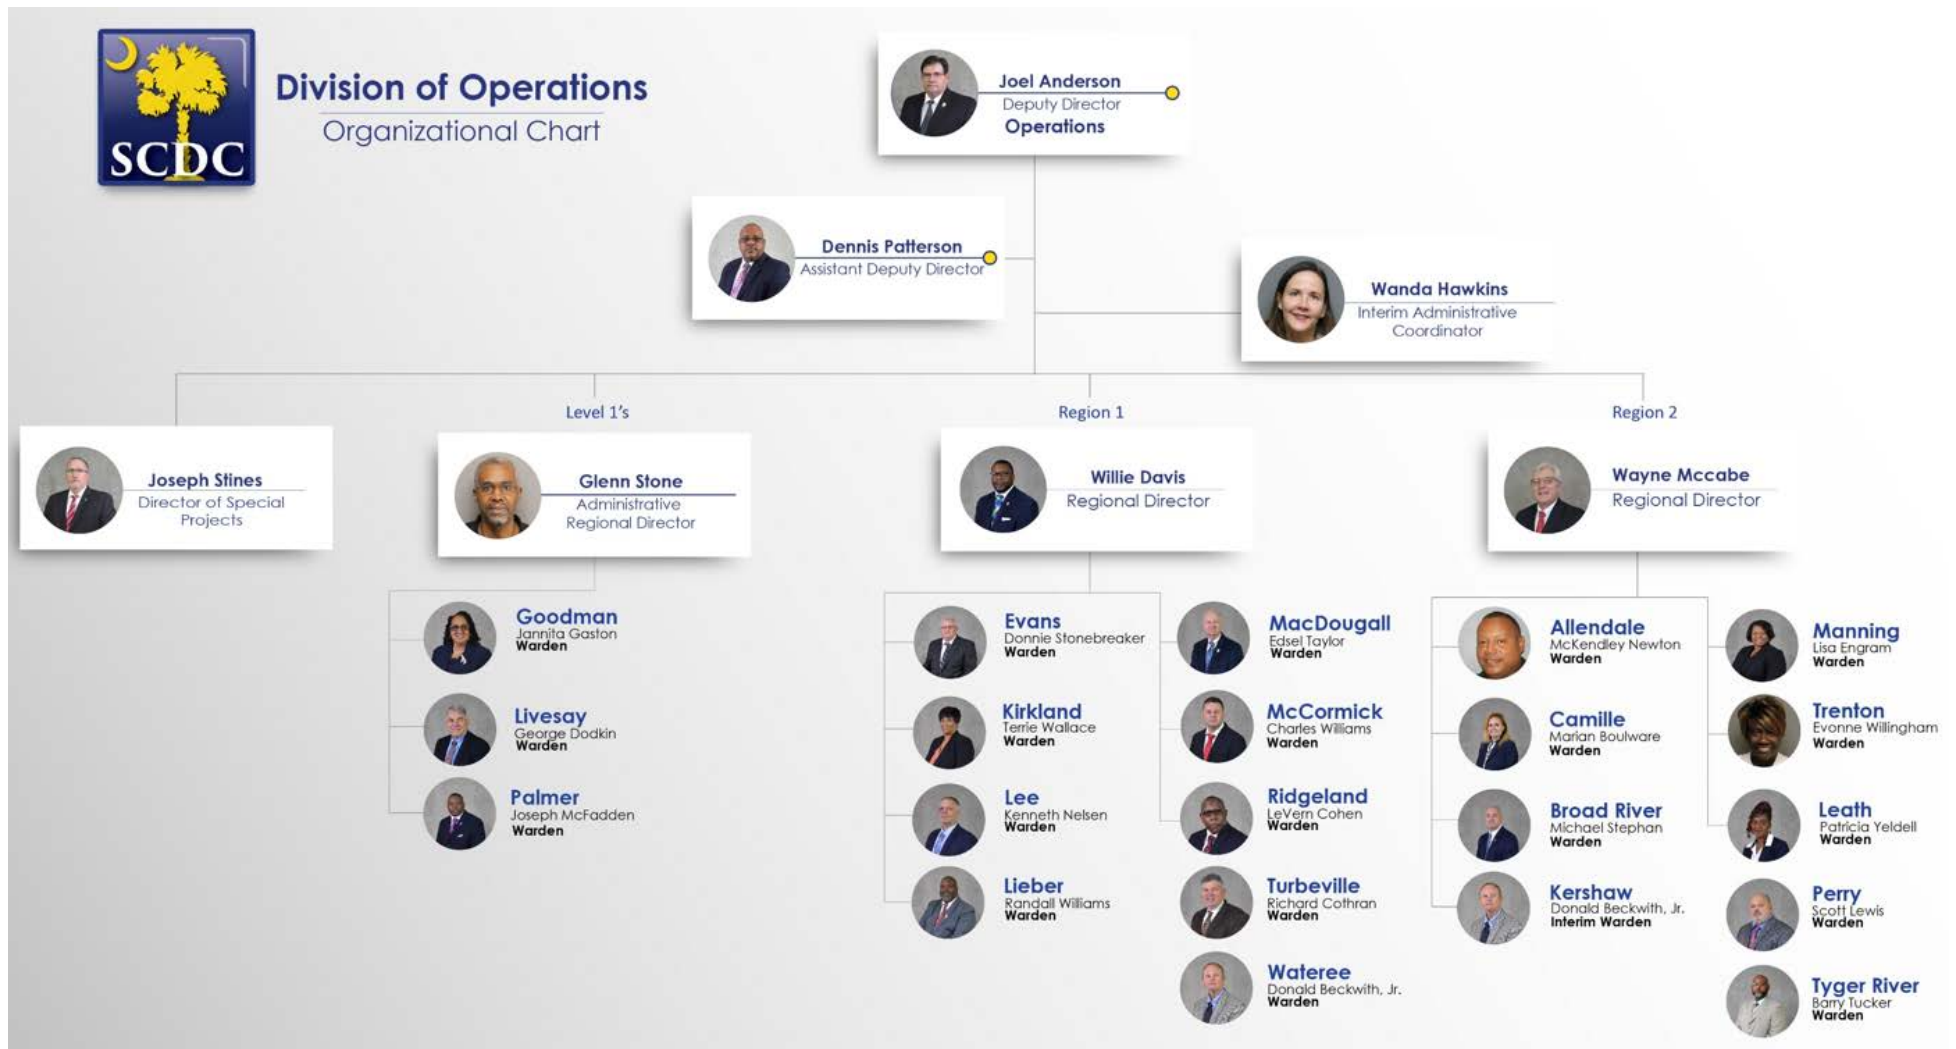 SCDC
Division of Operations
Organizational Chart
Joel Anderson
Deputy Director
Operations
Dennis Patterson
Assistant Deputy Director
Wanda Hawkins
Interim Administrative
Coordinator
Joseph Stines
Director of Special
Projects
Level 1's
Glenn Stone
Administrative
Regional Director
Goodman
Jannita Gaston
Warden
Livesay
George Dodkin
Warden
Palmer
Joseph McFadden
Warden
Region 1
Willie Davis
Regional Director
Evans
Donnie Stonebreaker
Warden
Kirkland
Terrie Wallace
Warden
Lee
Kenneth Nelsen
Warden
Lieber
Randall Williams
Warden
MacDougall
Edsel Taylor
Warden
McCormick
Charles Williams
Warden
Ridgeland
LeVern Cohen
Warden
Turbeville
Richard Cothran
Warden
Wateree
Donald Beckwith, Jr.
Warden
Region 2
Wayne Mccabe
Regional Director
Allendale
McKendley Newton
Warden
Camille
Marian Boulware
Warden
Broad River
Michael Stephan
Warden
Kershaw
Donald Beckwith, Jr.
Interim Warden
Manning
Lisa Engram
Warden
Trenton
Evonne Willingham
Warden
Leath
Patricia Yeldell
Warden
Perry
Scott Lewis
Warden
Tyger River
Barry Tucker
Warden